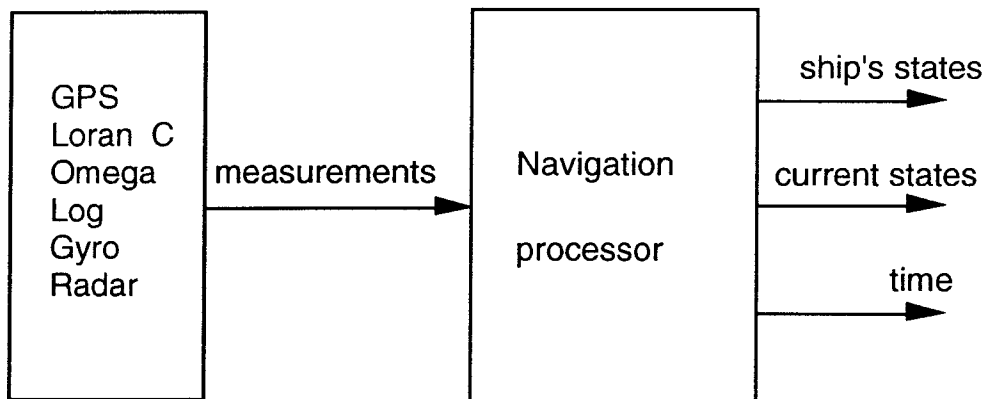 GPS
Loran C
Omega
Log
Gyro
Radar
measurements
Navigation
processor
ship's states
current states
time